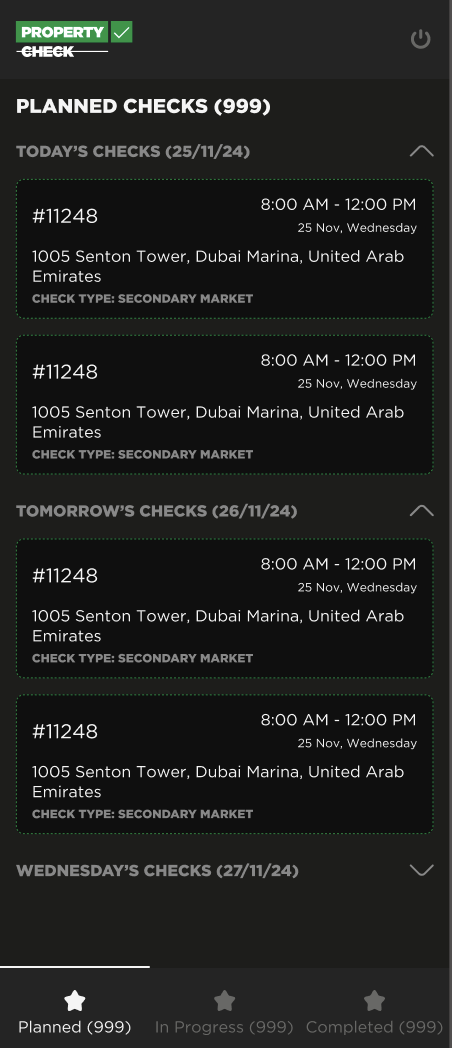 PROPERTY
CHECK
PLANNED CHECKS (999)
TODAY’S CHECKS (25/11/24)
#11248
8:00 AM - 12:00 PM
25 Nov, Wednesday
1005 Senton Tower, Dubai Marina, United Arab
Emirates
CHECK TYPE: SECONDARY MARKET
#11248
8:00 AM - 12:00 PM
25 Nov, Wednesday
1005 Senton Tower, Dubai Marina, United Arab
Emirates
CHECK TYPE: SECONDARY MARKET
TOMORROW’S CHECKS (26/11/24)
#11248
8:00 AM - 12:00 PM
25 Nov, Wednesday
1005 Senton Tower, Dubai Marina, United Arab
Emirates
CHECK TYPE: SECONDARY MARKET
#11248
8:00 AM - 12:00 PM
25 Nov, Wednesday
1005 Senton Tower, Dubai Marina, United Arab
Emirates
CHECK TYPE: SECONDARY MARKET
WEDNESDAY’S CHECKS (27/11/24)
Planned (999)
In Progress (999)
Completed (999)